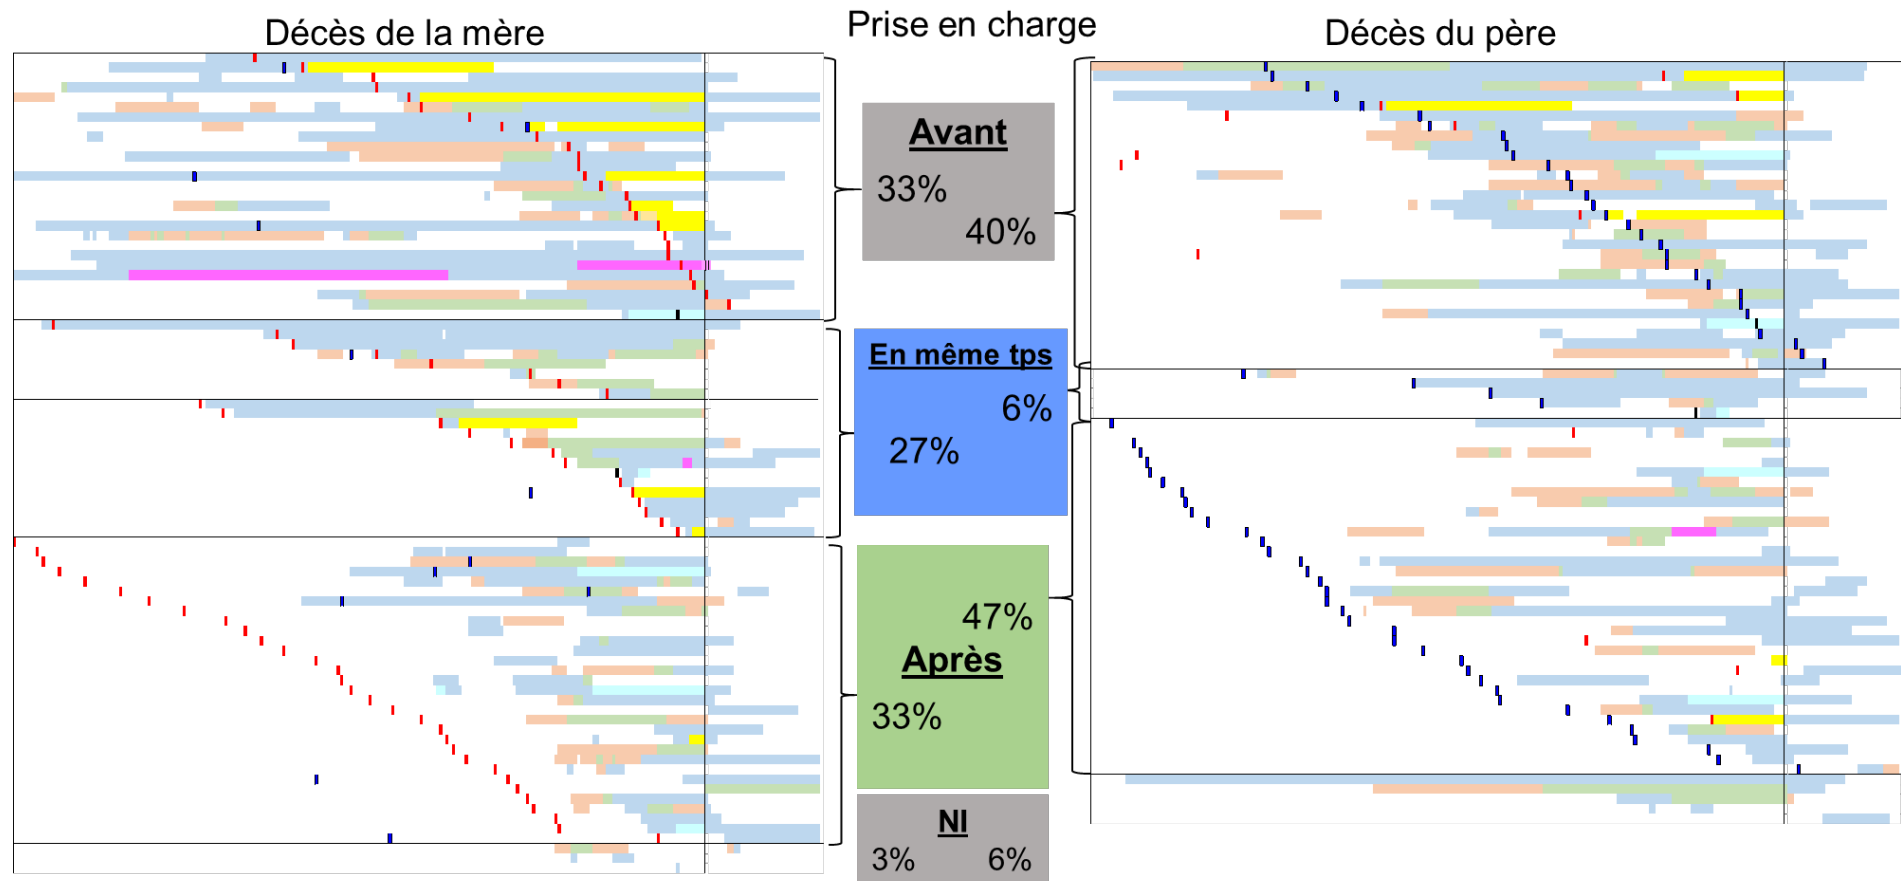 Décès de la mère
Prise en charge
Décès du père
Avant
33%
40%
En même tps
6%
27%
47%
Après
33%
NI
3% 6%